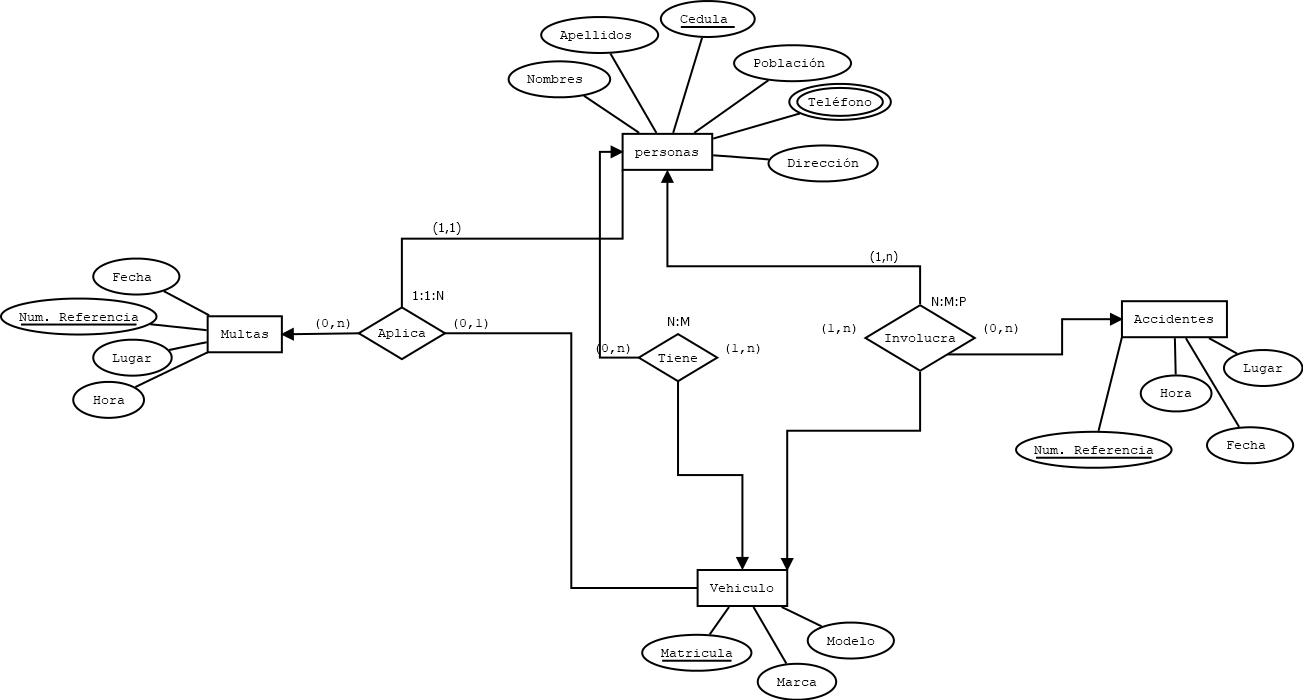 Cedula
Apellidos
Población
Nombres
Teléfono
personas
Dirección
(1,1)
(1,n)
Fecha
1:1:N
N:M:P
Num. Referencia
Multas
(0,n)
Aplica
(0,1)
N:M
(1,n)
Involucra
(0,n)
Accidentes
Lugar
(0,n)
Tiene
(1,n)
Lugar
Hora
Hora
Num. Referencia
Fecha
Vehiculo
Matricula
Modelo
Marca